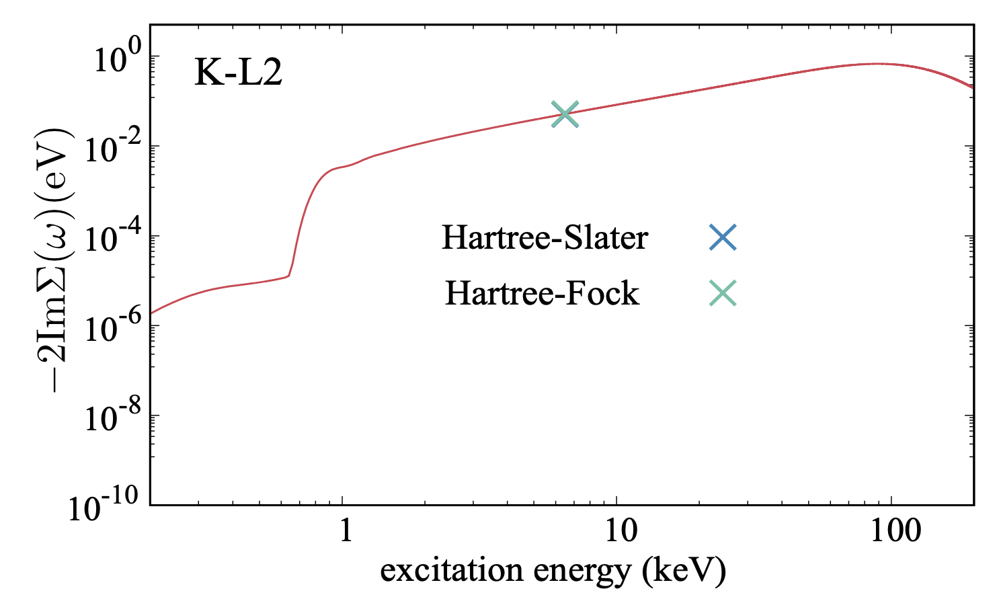 K-L2
−2ImΣ(ω)(eV)
10^0
10^-2
10^-4
10^-6
10^-8
10^-10
Hartree-Slater
Hartree-Fock
1 10 100
excitation energy (keV)